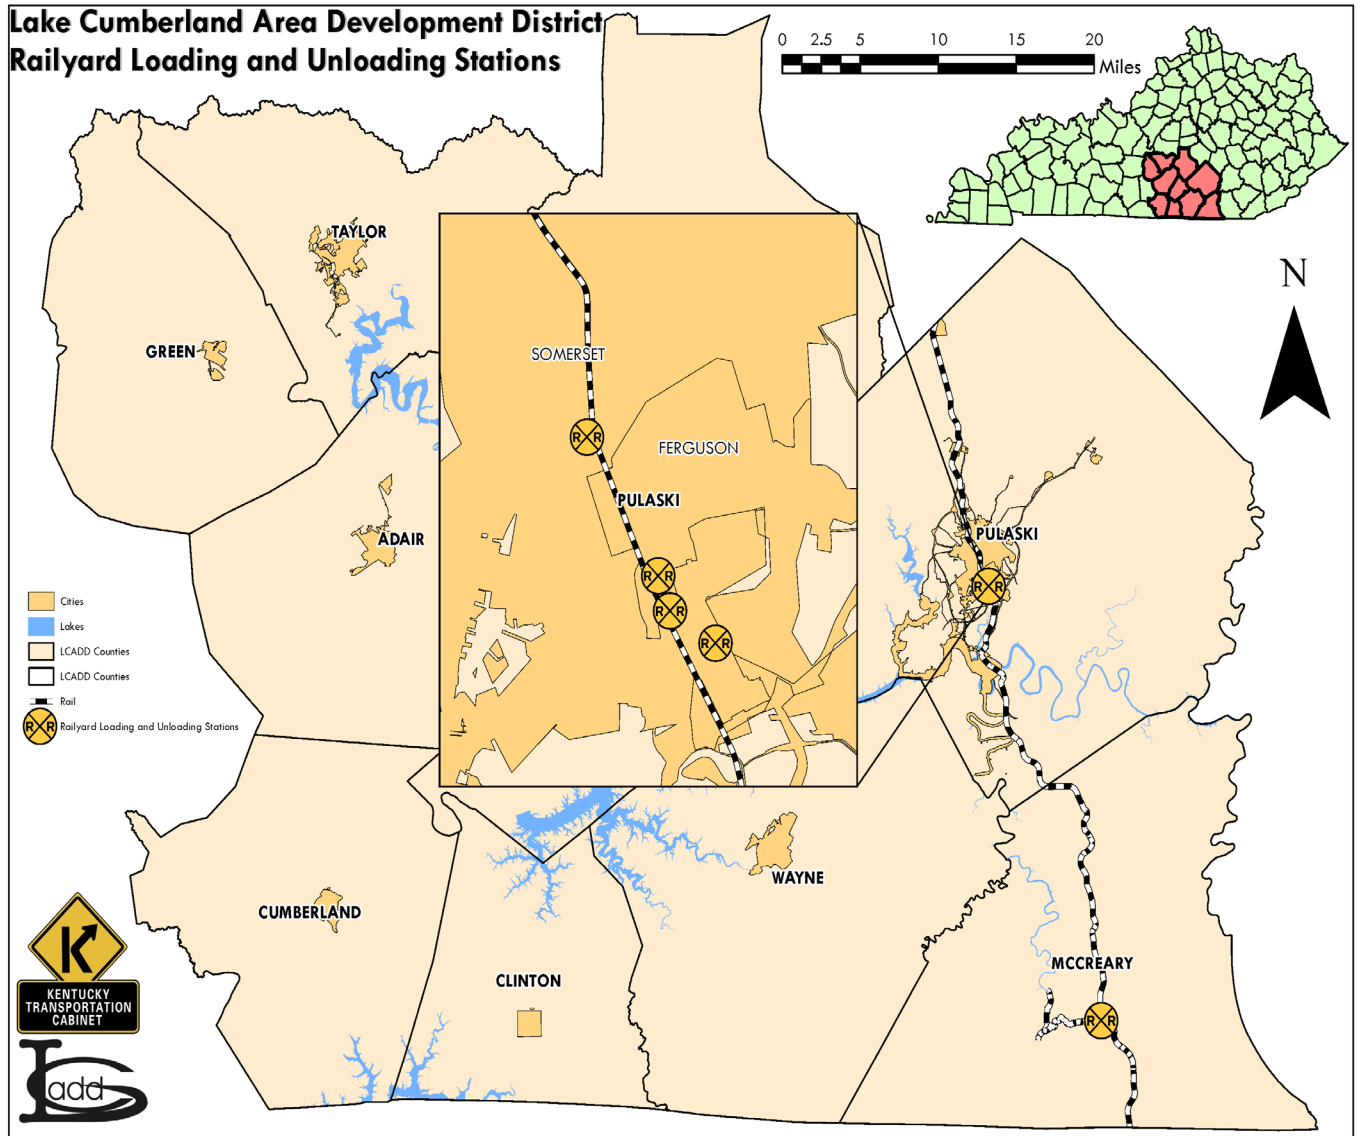 Lake Cumberland Area Development District
Railyard Loading and Unloading Stations
0 2.5 5 10 15 20
Miles
N
TAYLOR
GREEN
SOMERSET
FERGUSON
PULASKI
PULASKI
ADAIR
R R
R R
R R
R R
R R
Cities
Lakes
LCADD Counties
LCADD Counties
Rail
R R Railyard Loading and Unloading Stations
WAYNE
CUMBERLAND
CLINTON
MCCREARY
R R
K
KENTUCKY
TRANSPORTATION
CABINET
Lcadd